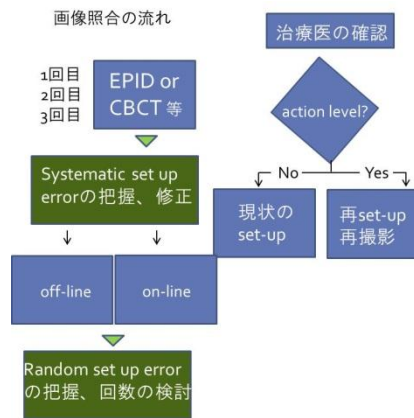 画像照合の流れ
1回目
2回目
3回目
EPID or
CBCT 等
Systematic set up
errorの把握、修正
off-line
on-line
Random set up error
の把握、回数の検討
治療医の確認
action level?
No
Yes
現状の
set-up
再set-up
再撮影